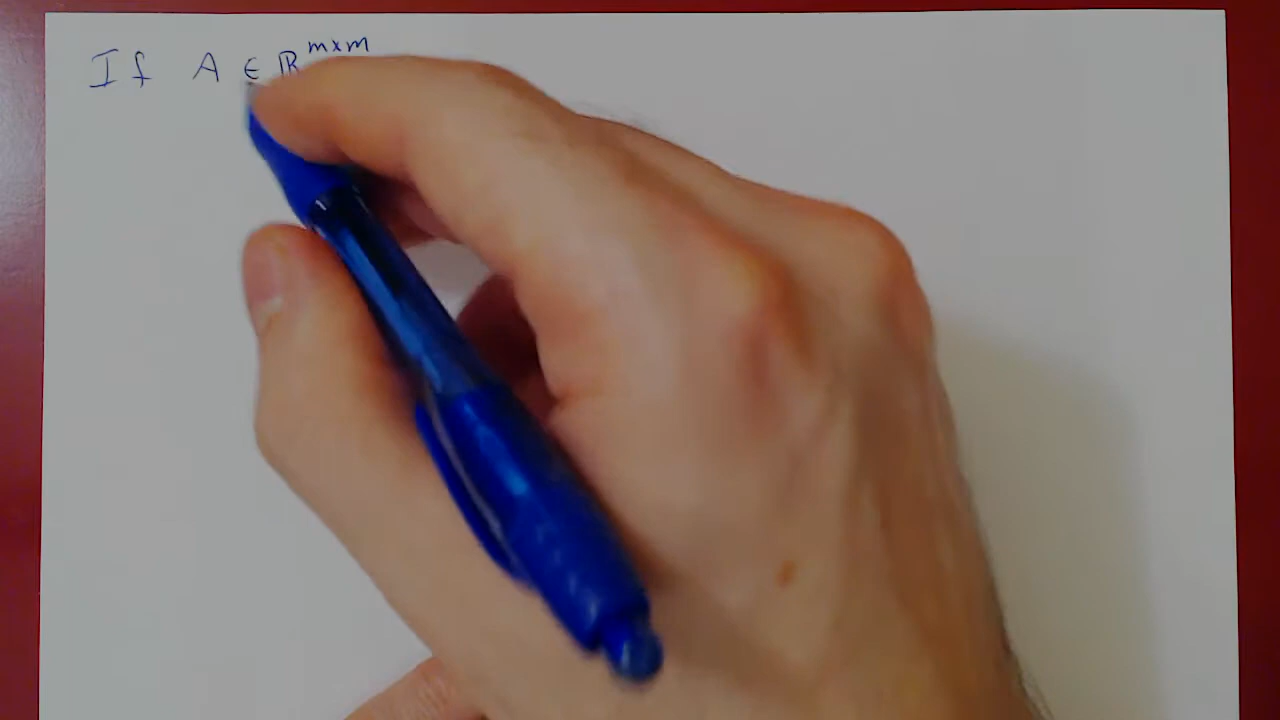 If A ∈ ℝ^{m×m}